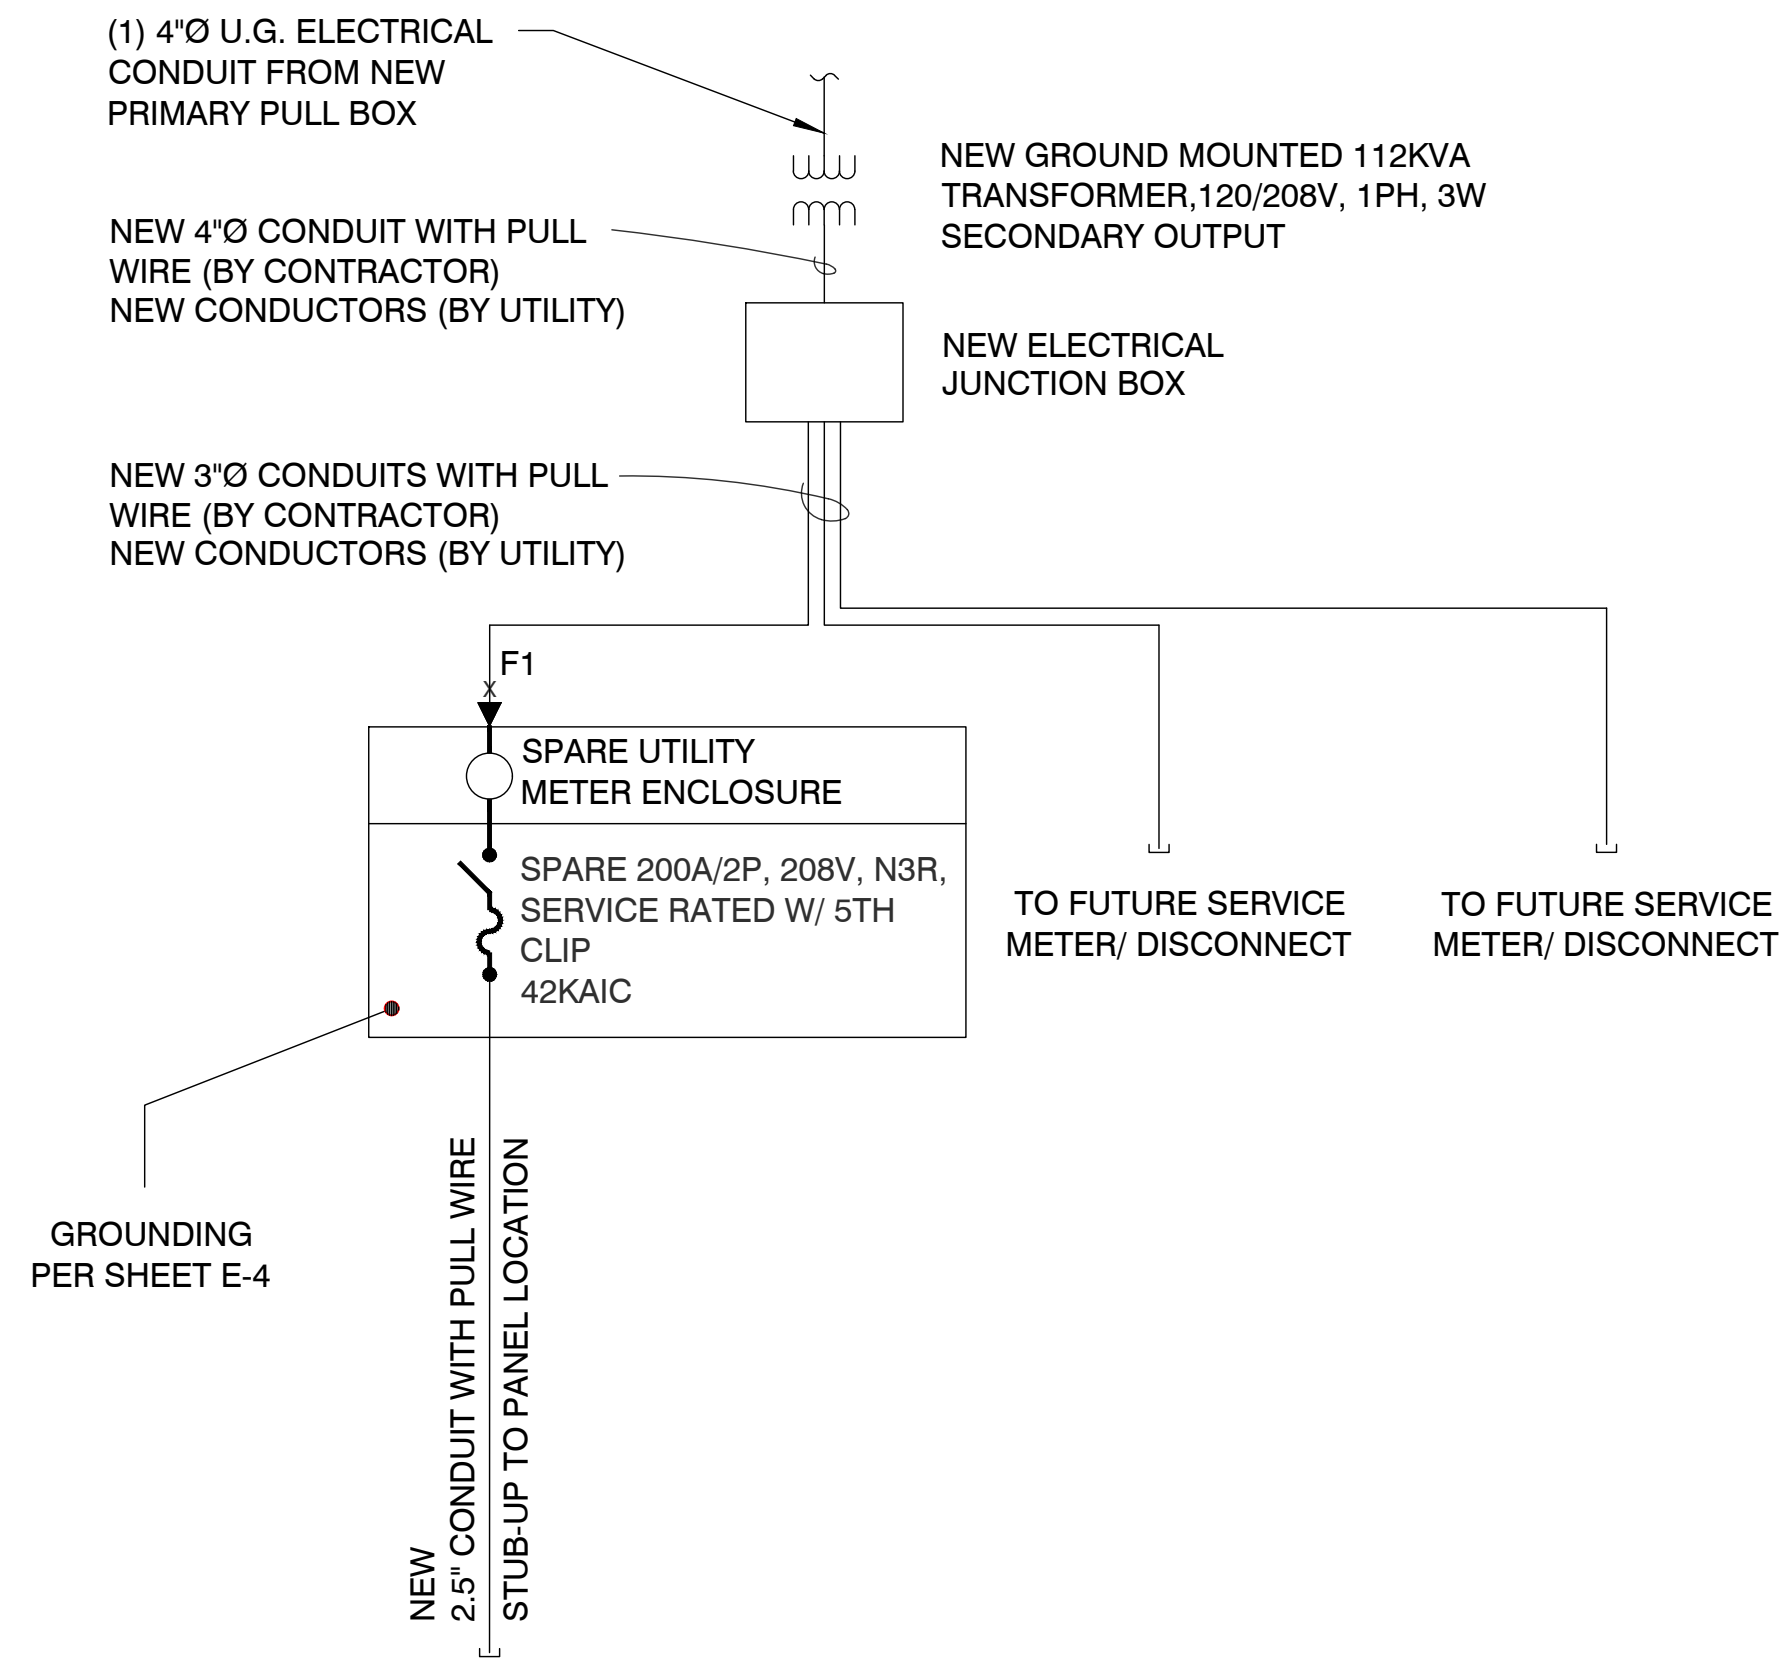 (1) 4"Ø U.G. ELECTRICAL
CONDUIT FROM NEW
PRIMARY PULL BOX
NEW GROUND MOUNTED 112KVA
TRANSFORMER,120/208V, 1PH, 3W
SECONDARY OUTPUT
NEW 4"Ø CONDUIT WITH PULL
WIRE (BY CONTRACTOR)
NEW CONDUCTORS (BY UTILITY)
NEW ELECTRICAL
JUNCTION BOX
NEW 3"Ø CONDUITS WITH PULL
WIRE (BY CONTRACTOR)
NEW CONDUCTORS (BY UTILITY)
F1
X
SPARE UTILITY
METER ENCLOSURE
SPARE 200A/2P, 208V, N3R,
SERVICE RATED W/ 5TH
CLIP
42KAIC
TO FUTURE SERVICE
METER/ DISCONNECT
TO FUTURE SERVICE
METER/ DISCONNECT
GROUNDING
PER SHEET E-4
NEW
2.5" CONDUIT WITH PULL WIRE
STUB-UP TO PANEL LOCATION